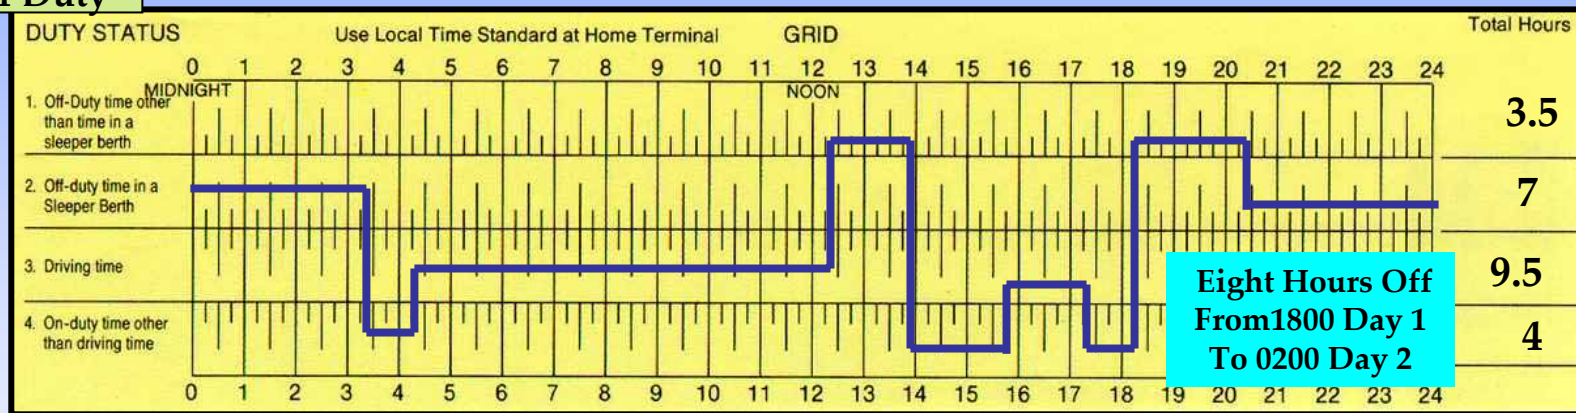 Duty
DUTY STATUS Use Local Time Standard at Home Terminal GRID Total Hours
0 1 2 3 4 5 6 7 8 9 10 11 12 13 14 15 16 17 18 19 20 21 22 23 24
MIDNIGHT NOON
1. Off-Duty time other
than time in a
sleeper berth
3.5
2. Off-duty time in a
Sleeper Berth
7
3. Driving time
9.5
4. On-duty time other
than driving time
4
Eight Hours Off
From1800 Day 1
To 0200 Day 2
0 1 2 3 4 5 6 7 8 9 10 11 12 13 14 15 16 17 18 19 20 21 22 23 24